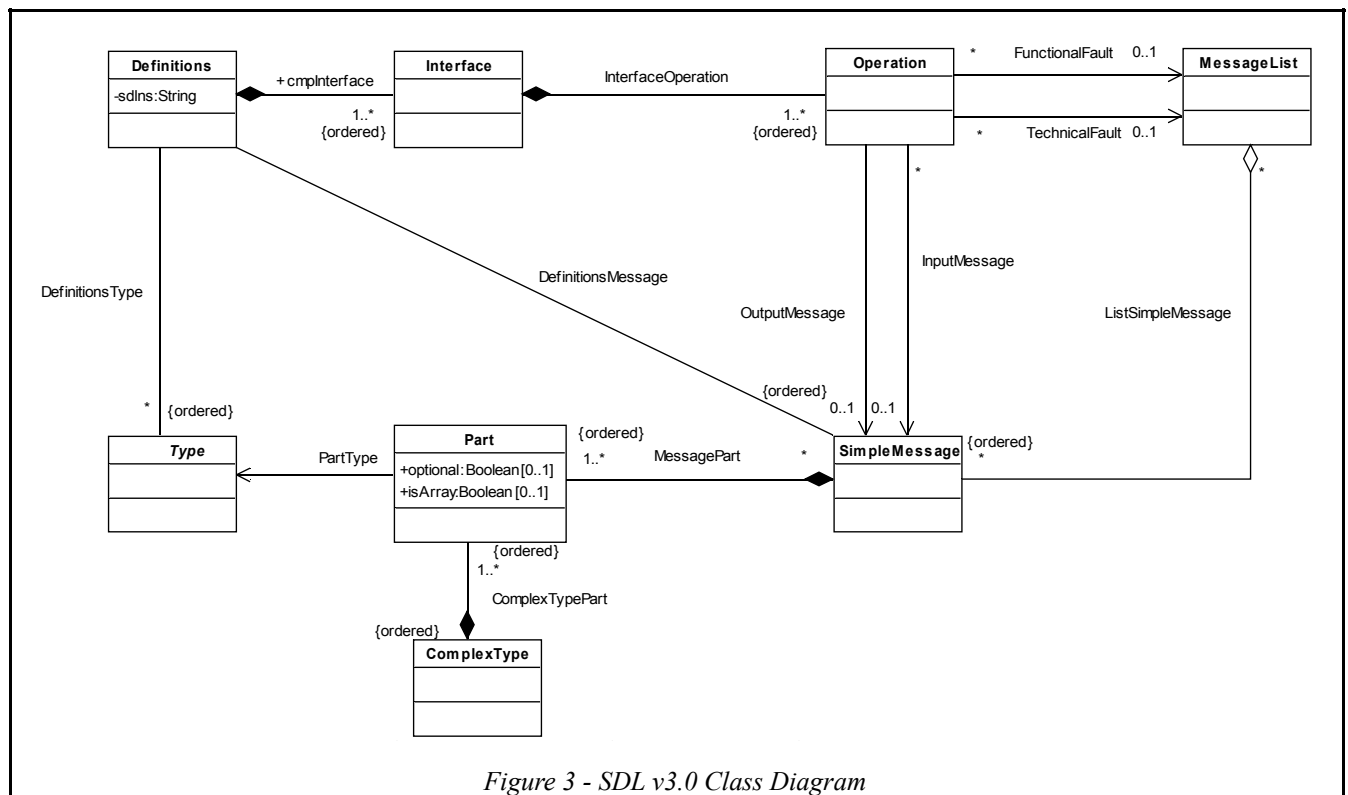 Definitions
-sdlns:String
+ cmpInterface
1..*
{ordered}
Interface
InterfaceOperation
1..*
{ordered}
Operation
* FunctionalFault 0..1
* TechnicalFault 0..1
MessageList
*
*
DefinitionsType
DefinitionsMessage
InputMessage
OutputMessage
ListSimpleMessage
* {ordered}
{ordered}
0..1 0..1
Type
PartType
Part
+optional:Boolean[0..1]
+isArray:Boolean [0..1]
{ordered}
1..* MessagePart *
SimpleMessage
{ordered}
*
{ordered}
1..*
ComplexTypePart
{ordered}
ComplexType
Figure 3 - SDL v3.0 Class Diagram